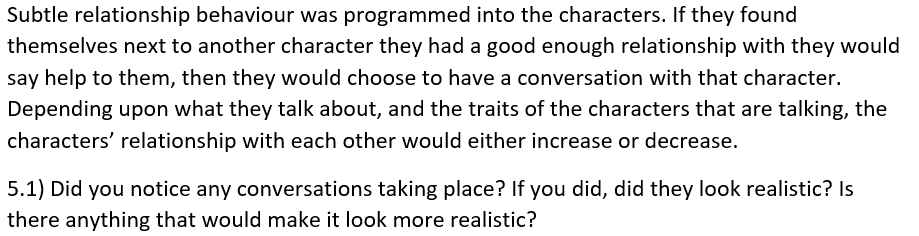 Subtle relationship behaviour was programmed into the characters. If they found
themselves next to another character they had a good enough relationship with they would
say help to them, then they would choose to have a conversation with that character.
Depending upon what they talk about, and the traits of the characters that are talking, the
characters’ relationship with each other would either increase or decrease.
5.1) Did you notice any conversations taking place? If you did, did they look realistic? Is
there anything that would make it look more realistic?